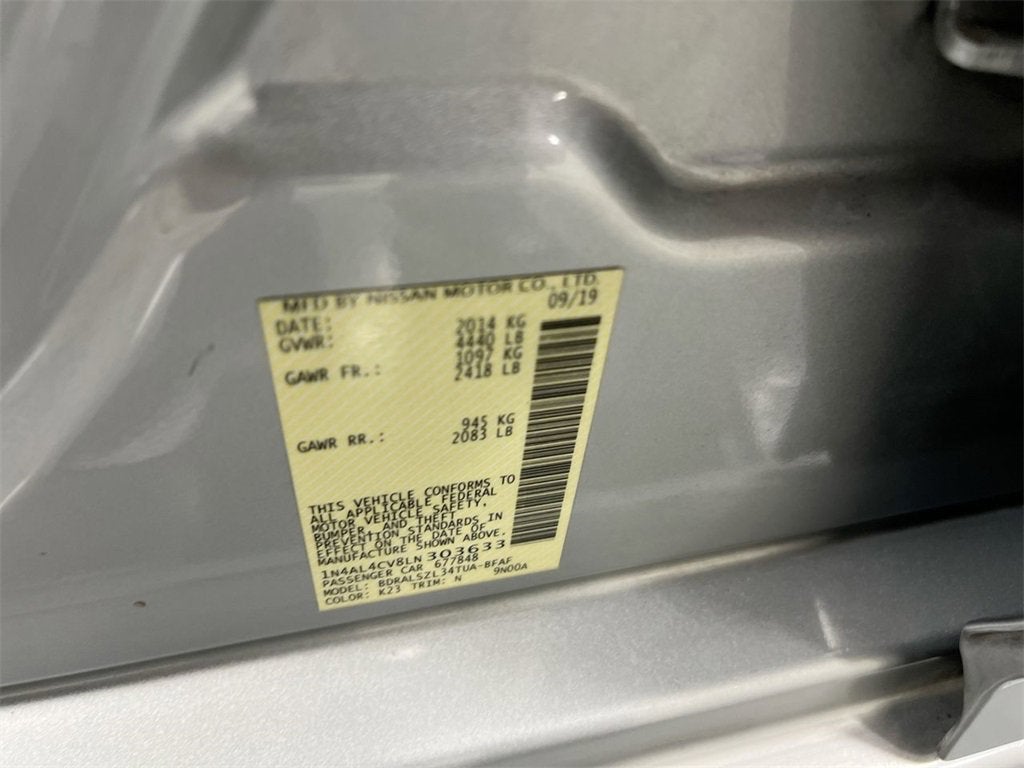 MFD BY NISSAN MOTOR CO., LTD.
DATE: 09/19
GVWR: 2014 KG
4440 LB
GAWR FR.: 1097 KG
2418 LB
GAWR RR.: 945 KG
2083 LB
THIS VEHICLE CONFORMS TO
ALL APPLICABLE FEDERAL
MOTOR VEHICLE SAFETY,
BUMPER, AND THEFT
PREVENTION STANDARDS IN
EFFECT ON THE DATE OF
MANUFACTURE SHOWN ABOVE.
1N4AL4CV8LN303633
PASSENGER CAR 677848
MODEL: BDRALSZL34TUA-BFAF
COLOR: K23 TRIM: N 9N00A